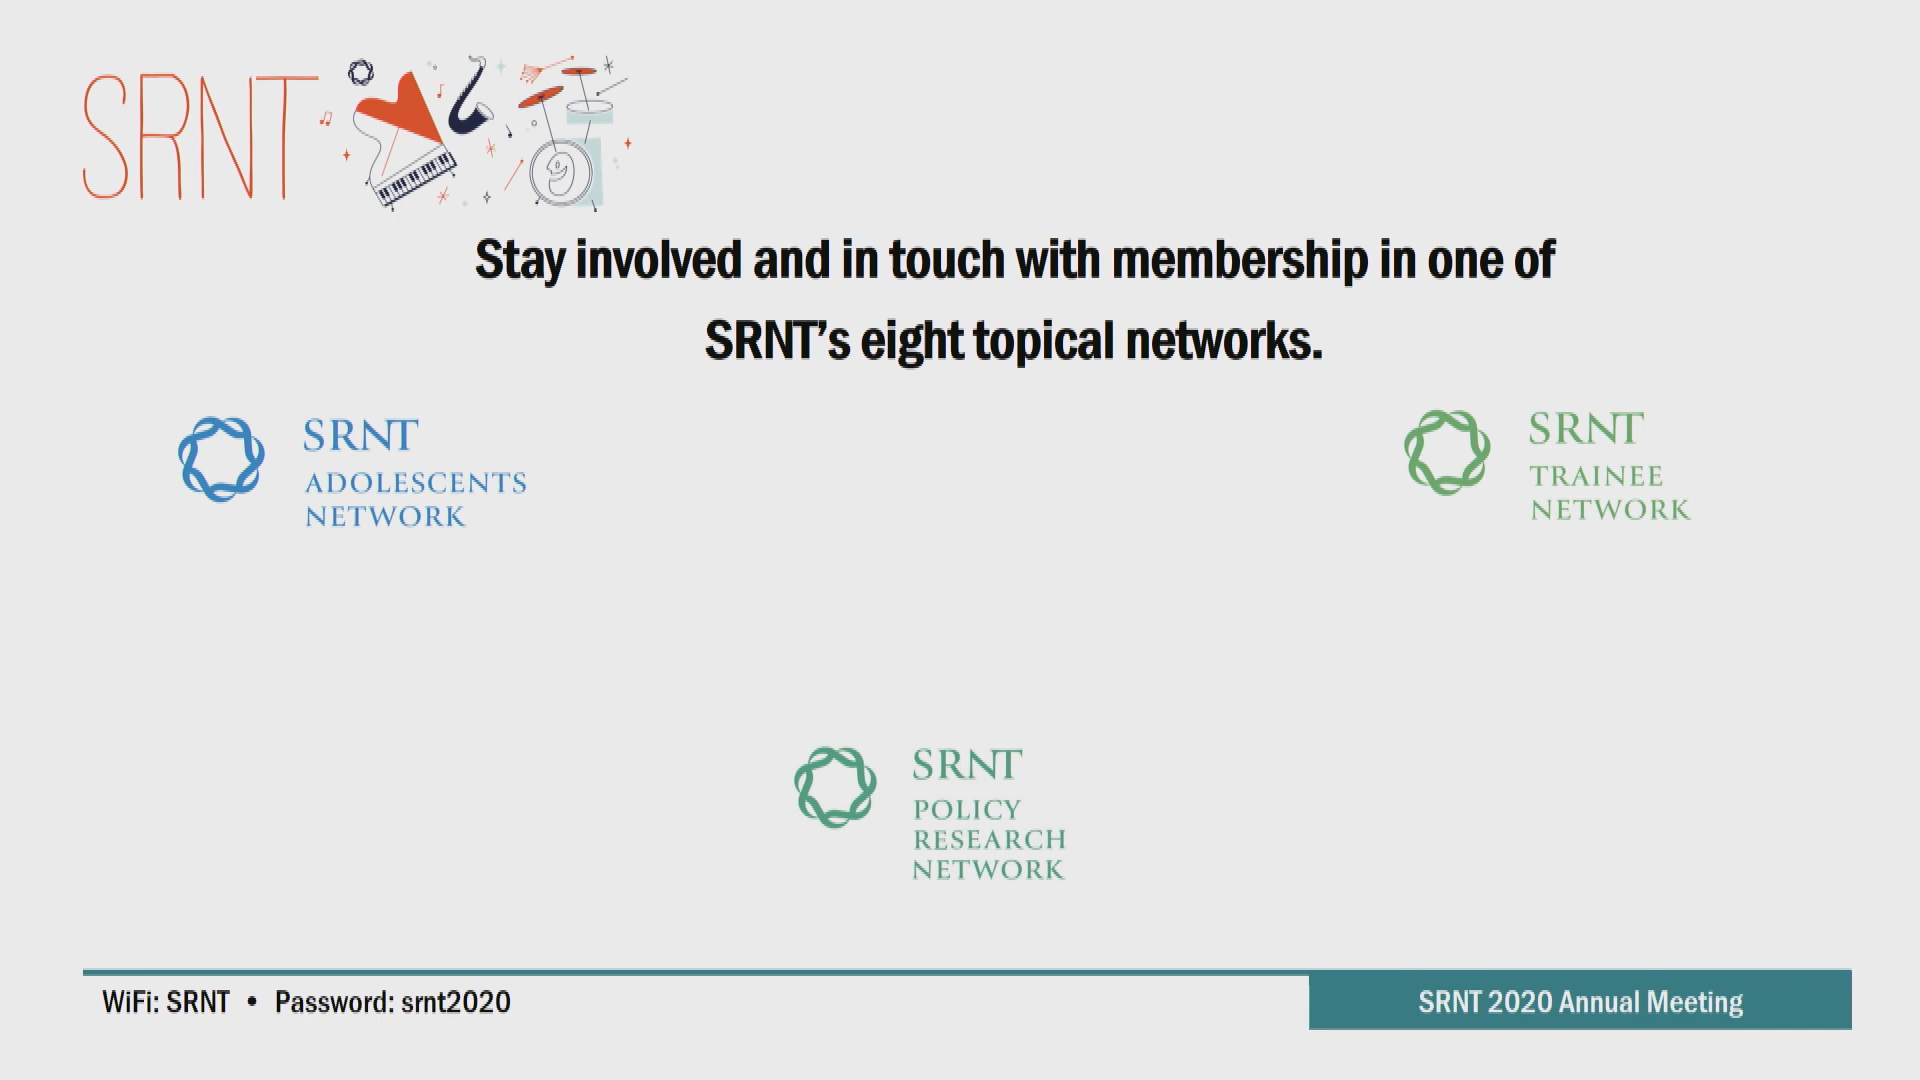 SRNT
Stay involved and in touch with membership in one of
SRNT’s eight topical networks.
SRNT
ADOLESCENTS
NETWORK
SRNT
TRAINEE
NETWORK
SRNT
POLICY
RESEARCH
NETWORK
WiFi: SRNT • Password: srnt2020
SRNT 2020 Annual Meeting